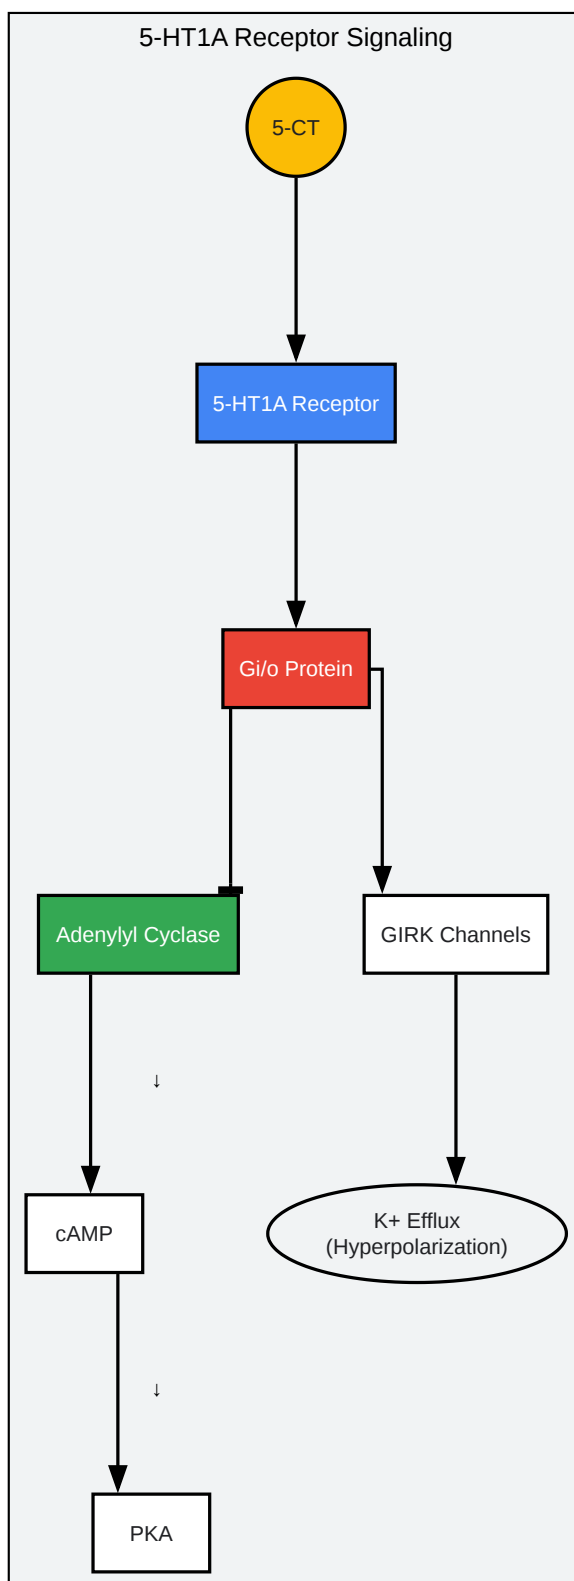 5-HT1A Receptor Signaling
5-CT
5-HT1A Receptor
Gi/o Protein
Adenylyl Cyclase
GIRK Channels
↓
cAMP
K+ Efflux
(Hyperpolarization)
↓
PKA